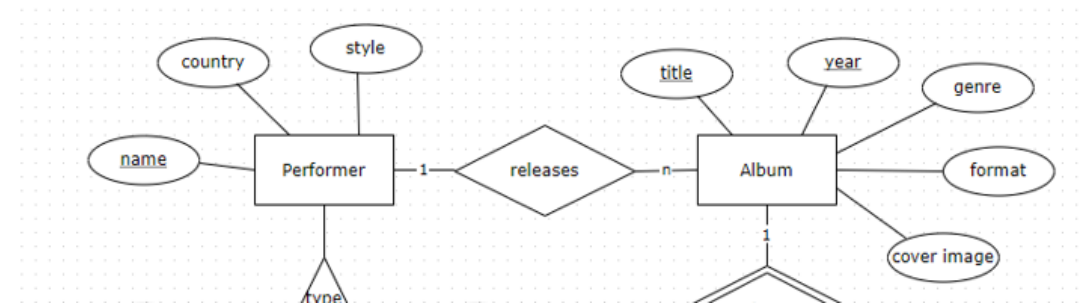 style
country
title
year
genre
name
Performer
1
releases
n
Album
format
1
cover image
type